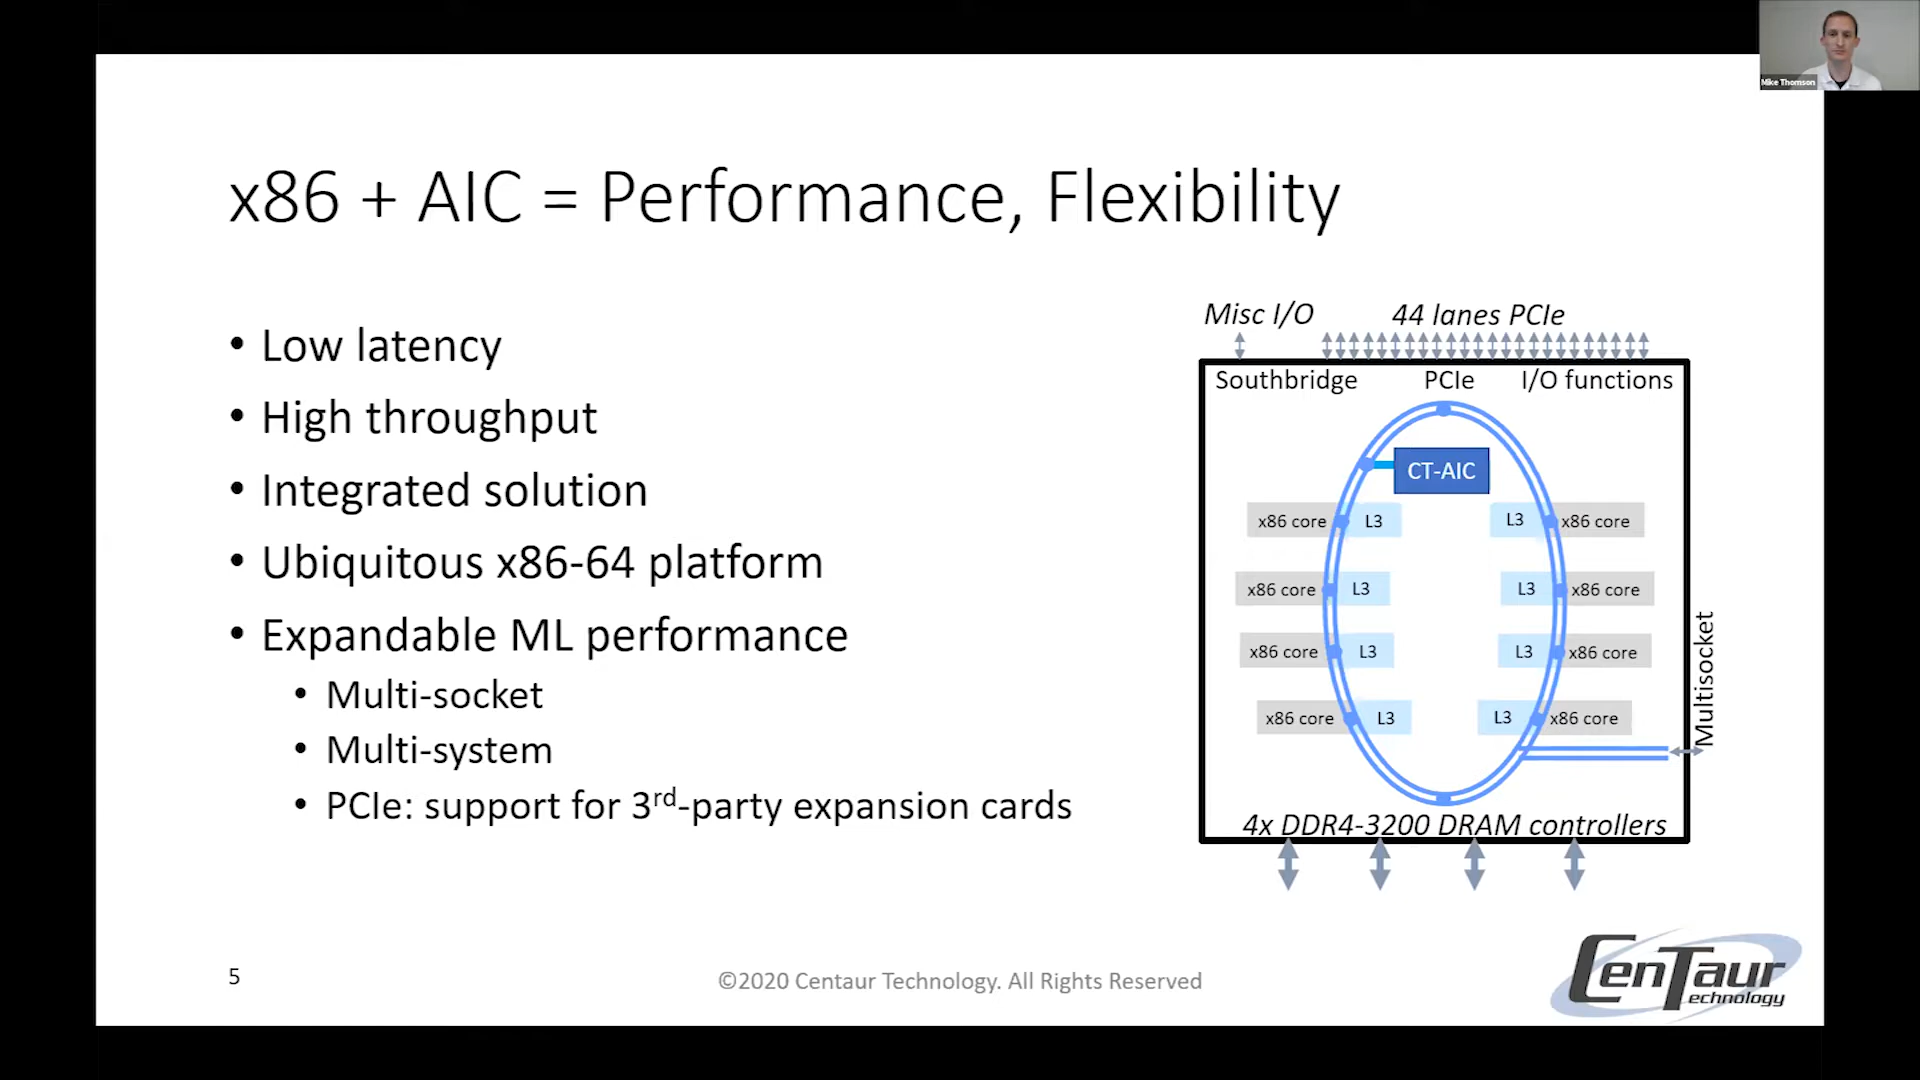 Mike Thomson
x86 + AIC = Performance, Flexibility
• Low latency
• High throughput
• Integrated solution
• Ubiquitous x86-64 platform
• Expandable ML performance
• Multi-socket
• Multi-system
• PCIe: support for 3rd-party expansion cards
Misc I/O 44 lanes PCIe
Southbridge PCIe I/O functions
CT-AIC
x86 core L3 L3 x86 core
x86 core L3 L3 x86 core
x86 core L3 L3 x86 core
x86 core L3 L3 x86 core
Multisocket
4x DDR4-3200 DRAM controllers
5
©2020 Centaur Technology. All Rights Reserved
CenTaur
Technology